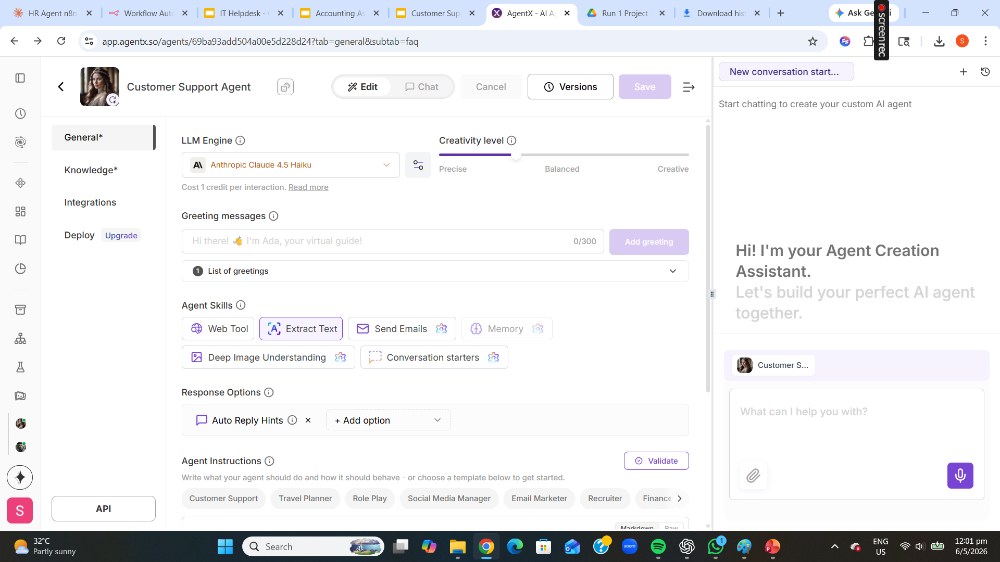 HR Agent n8n
Workflow Auto
IT Helpdesk -
Accounting As
Customer Sup
AgentX - AI Ag
Run 1 Project
Download hist
Ask Ge i
screenrec
app.agentx.so/agents/69ba93add504a00e5d228d24?tab=general&subtab=faq
S
Customer Support Agent
Edit
Chat
Cancel
Versions
Save
New conversation start...
Start chatting to create your custom AI agent
General*
Knowledge*
Integrations
Deploy
Upgrade
API
S
LLM Engine
Anthropic Claude 4.5 Haiku
Cost 1 credit per interaction. Read more
Creativity level
Precise
Balanced
Creative
Greeting messages
Hi there! 👋 I'm Ada, your virtual guide!
0/300
Add greeting
1 List of greetings
Agent Skills
Web Tool
Extract Text
Send Emails
Memory
Deep Image Understanding
Conversation starters
Response Options
Auto Reply Hints
+ Add option
Agent Instructions
Validate
Write what your agent should do and how it should behave - or choose a template below to get started.
Customer Support
Travel Planner
Role Play
Social Media Manager
Email Marketer
Recruiter
Finance
Markdown
Raw
Hi! I'm your Agent Creation
Assistant.
Let's build your perfect AI agent
together.
Customer S...
What can I help you with?
32°C
Partly sunny
Search
zoom
1
ENG
US
12:01 pm
6/5/2026